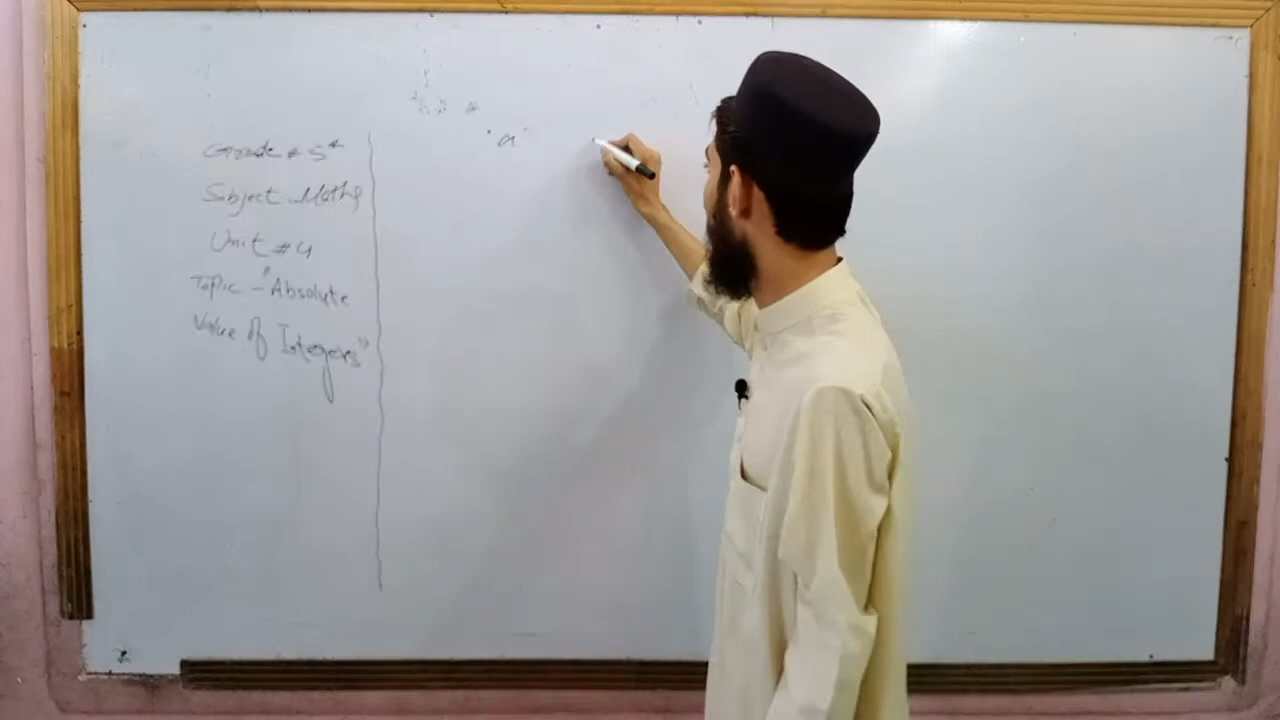 Grade # 5th
Subject - Maths
Unit # 4
Topic - "Absolute
Value of Integers"
"a"